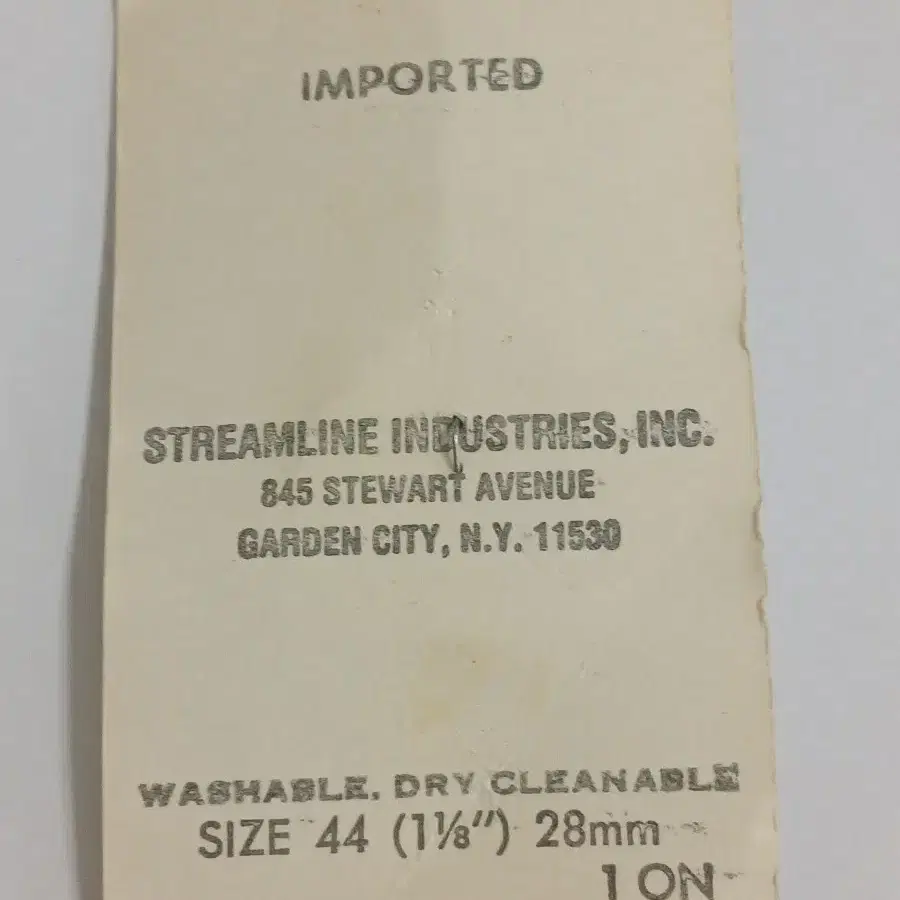 IMPORTED
STREAMLINE INDUSTRIES, INC.
845 STEWART AVENUE
GARDEN CITY, N.Y. 11530
WASHABLE. DRY CLEANABLE
SIZE 44 (1⅛") 28mm
1 ON